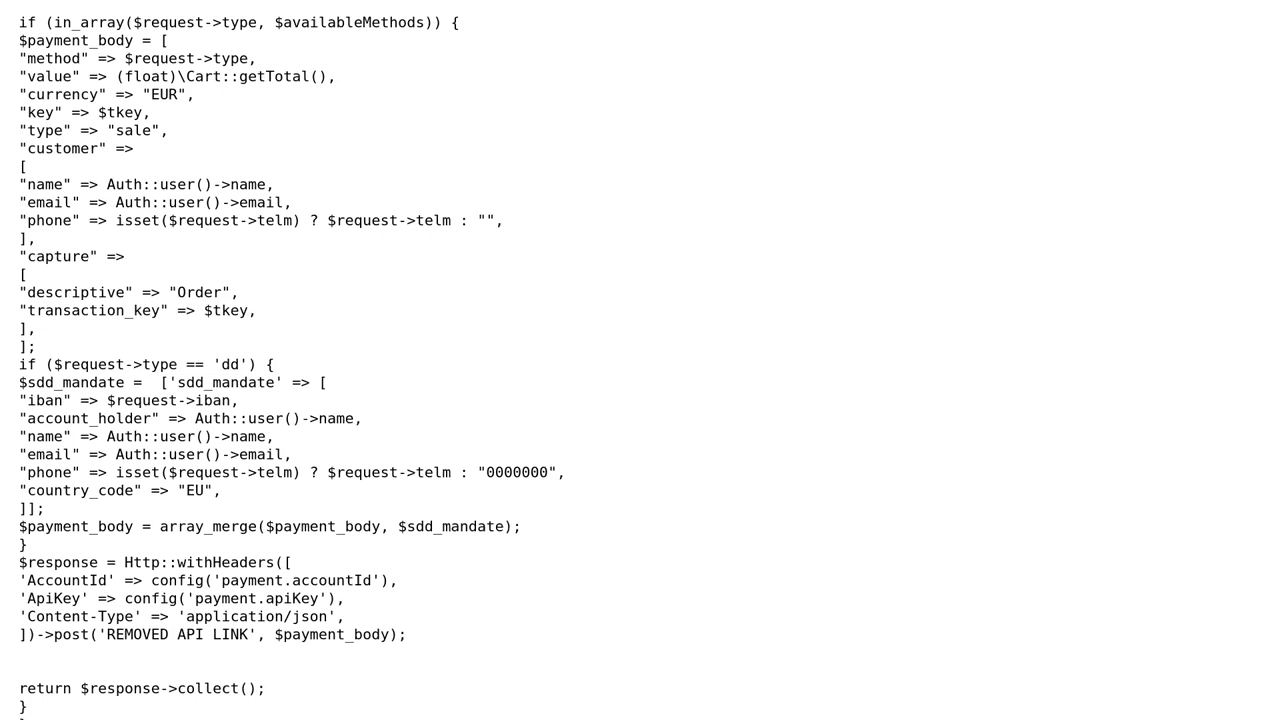 if (in_array($request->type, $availableMethods)) {
$payment_body = [
"method" => $request->type,
"value" => (float)\Cart::getTotal(),
"currency" => "EUR",
"key" => $tkey,
"type" => "sale",
"customer" =>
[
"name" => Auth::user()->name,
"email" => Auth::user()->email,
"phone" => isset($request->telm) ? $request->telm : "",
],
"capture" =>
[
"descriptive" => "Order",
"transaction_key" => $tkey,
],
];
if ($request->type == 'dd') {
$sdd_mandate =  ['sdd_mandate' => [
"iban" => $request->iban,
"account_holder" => Auth::user()->name,
"name" => Auth::user()->name,
"email" => Auth::user()->email,
"phone" => isset($request->telm) ? $request->telm : "0000000",
"country_code" => "EU",
]];
$payment_body = array_merge($payment_body, $sdd_mandate);
}
$response = Http::withHeaders([
'AccountId' => config('payment.accountId'),
'ApiKey' => config('payment.apiKey'),
'Content-Type' => 'application/json',
])->post('REMOVED API LINK', $payment_body);
return $response->collect();
}